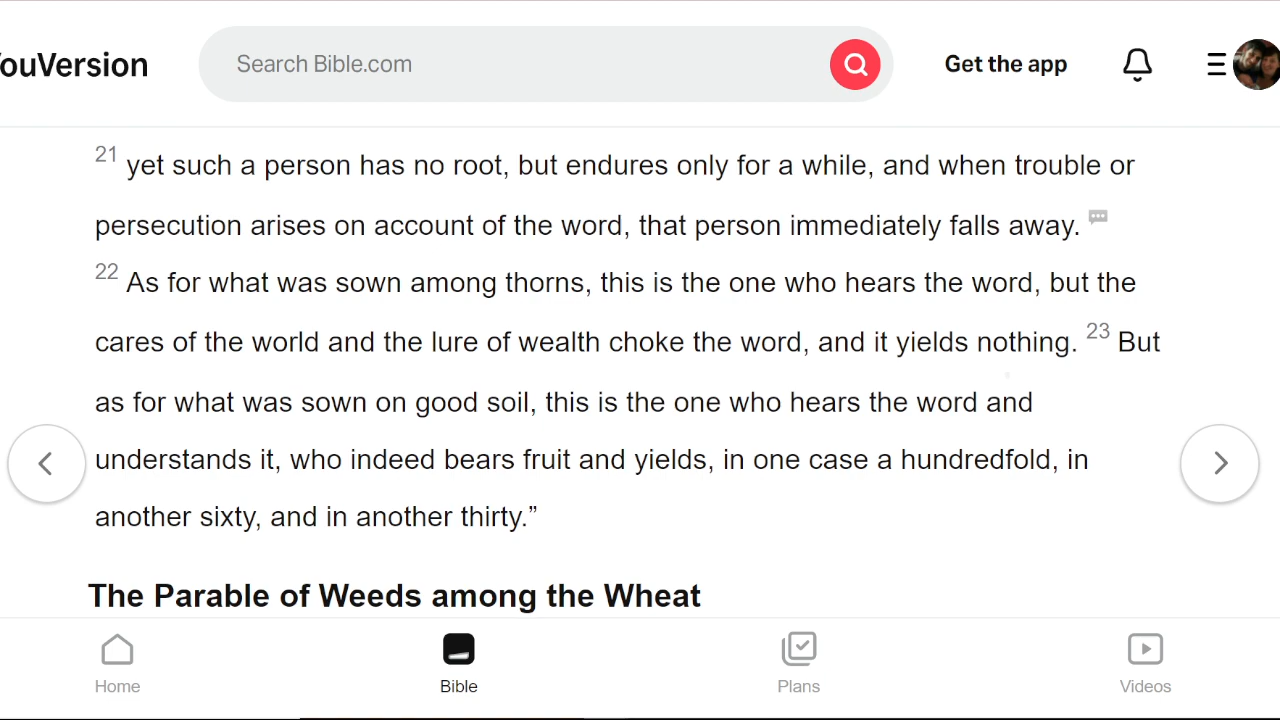 ouVersion
Search Bible.com
Get the app
21 yet such a person has no root, but endures only for a while, and when trouble or
persecution arises on account of the word, that person immediately falls away.
22 As for what was sown among thorns, this is the one who hears the word, but the
cares of the world and the lure of wealth choke the word, and it yields nothing. 23 But
as for what was sown on good soil, this is the one who hears the word and
understands it, who indeed bears fruit and yields, in one case a hundredfold, in
another sixty, and in another thirty.”
The Parable of Weeds among the Wheat
Home
Bible
Plans
Videos